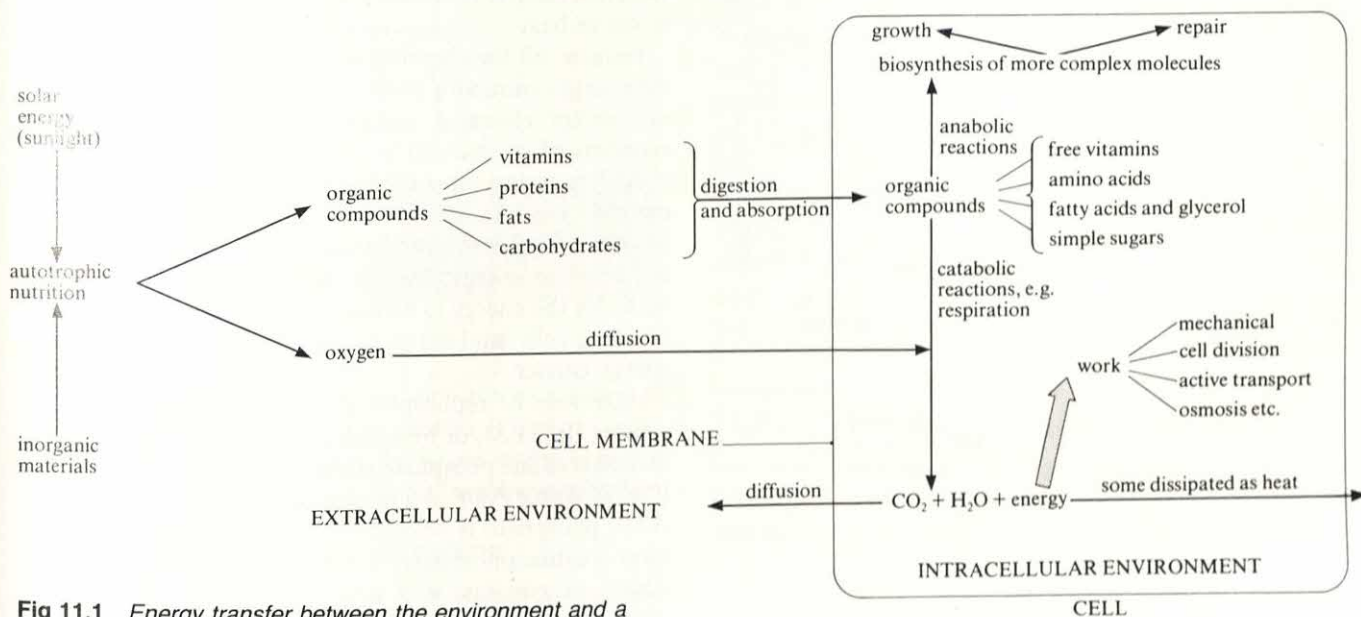 growth
repair
biosynthesis of more complex molecules
solar
energy
(sunlight)
anabolic
reactions
free vitamins
amino acids
fatty acids and glycerol
simple sugars
organic
compounds
vitamins
proteins
fats
carbohydrates
digestion
and absorption
organic
compounds
autotrophic
nutrition
catabolic
reactions, e.g.
respiration
oxygen
diffusion
work
mechanical
cell division
active transport
osmosis etc.
inorganic
materials
CELL MEMBRANE
diffusion
CO₂ + H₂O + energy
some dissipated as heat
EXTRACELLULAR ENVIRONMENT
INTRACELLULAR ENVIRONMENT
CELL
Fig 11.1 Energy transfer between the environment and a